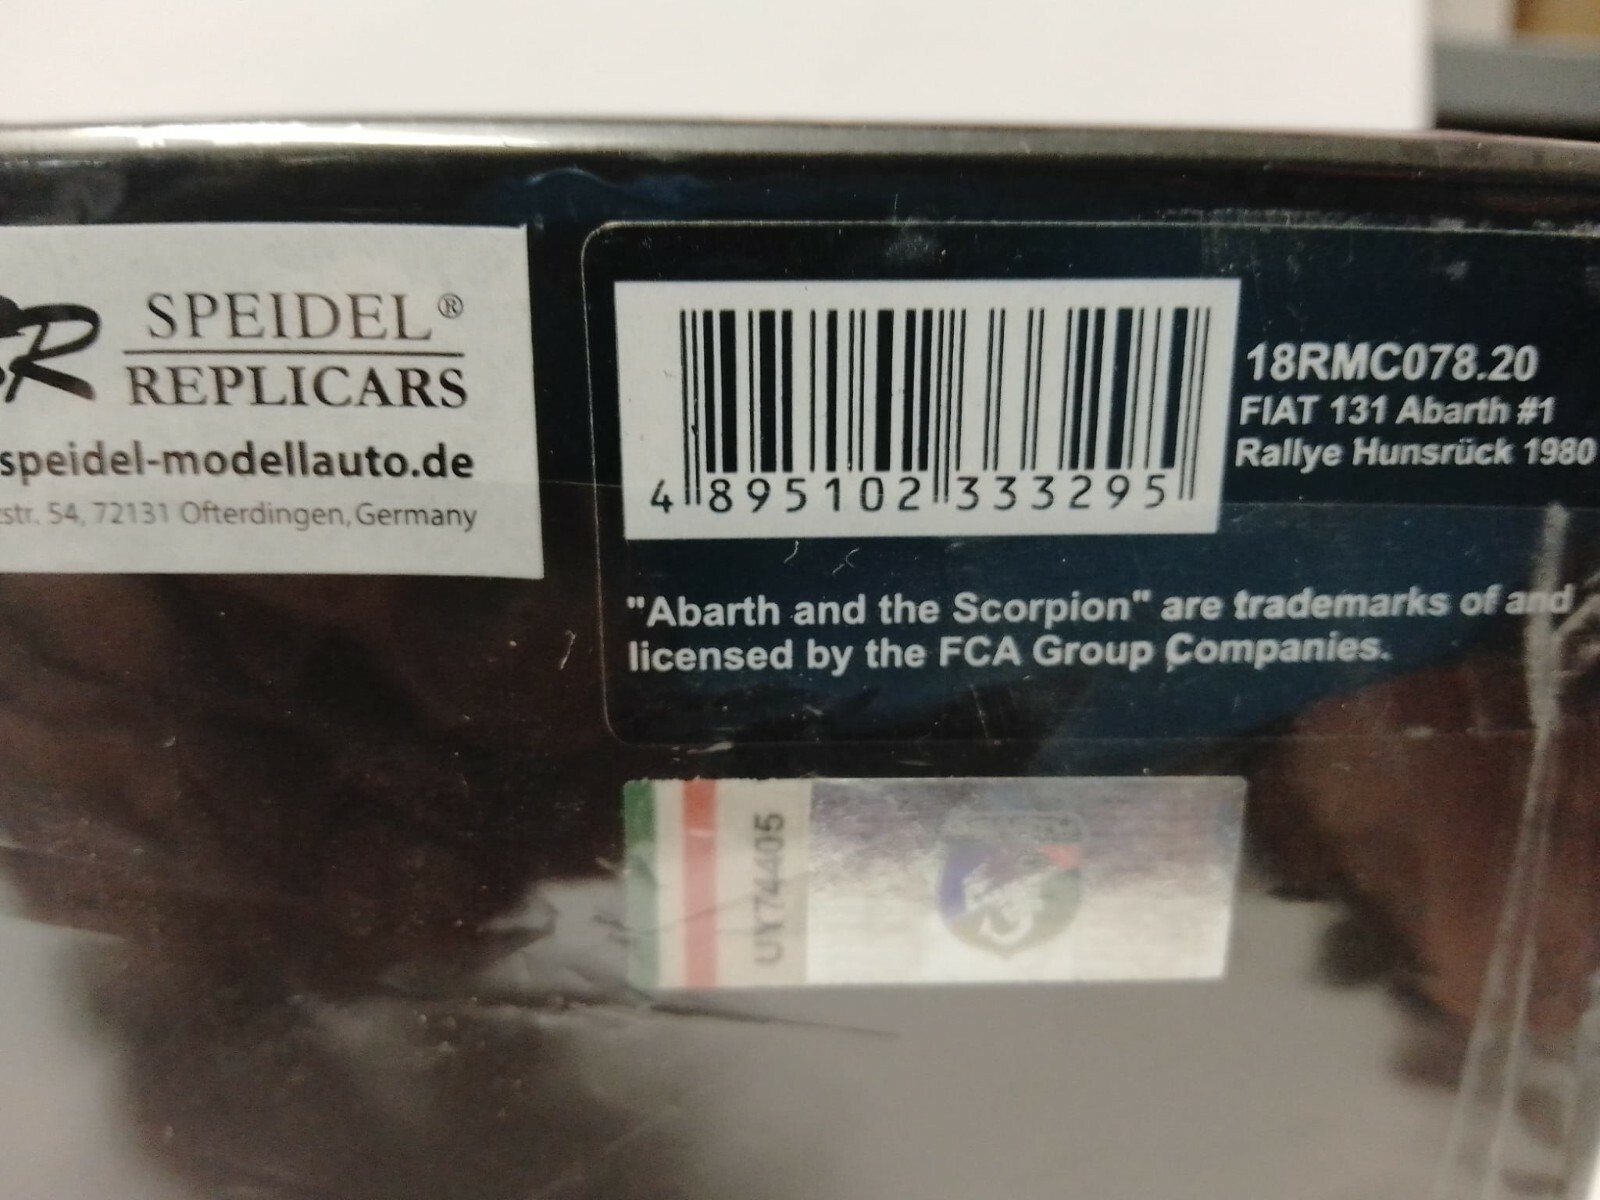 SR SPEIDEL®
REPLICARS
speidel-modellauto.de
str. 54, 72131 Ofterdingen, Germany
4 895102 333295
18RMC078.20
FIAT 131 Abarth #1
Rallye Hunsrück 1980
"Abarth and the Scorpion" are trademarks of and
licensed by the FCA Group Companies.
UY74405